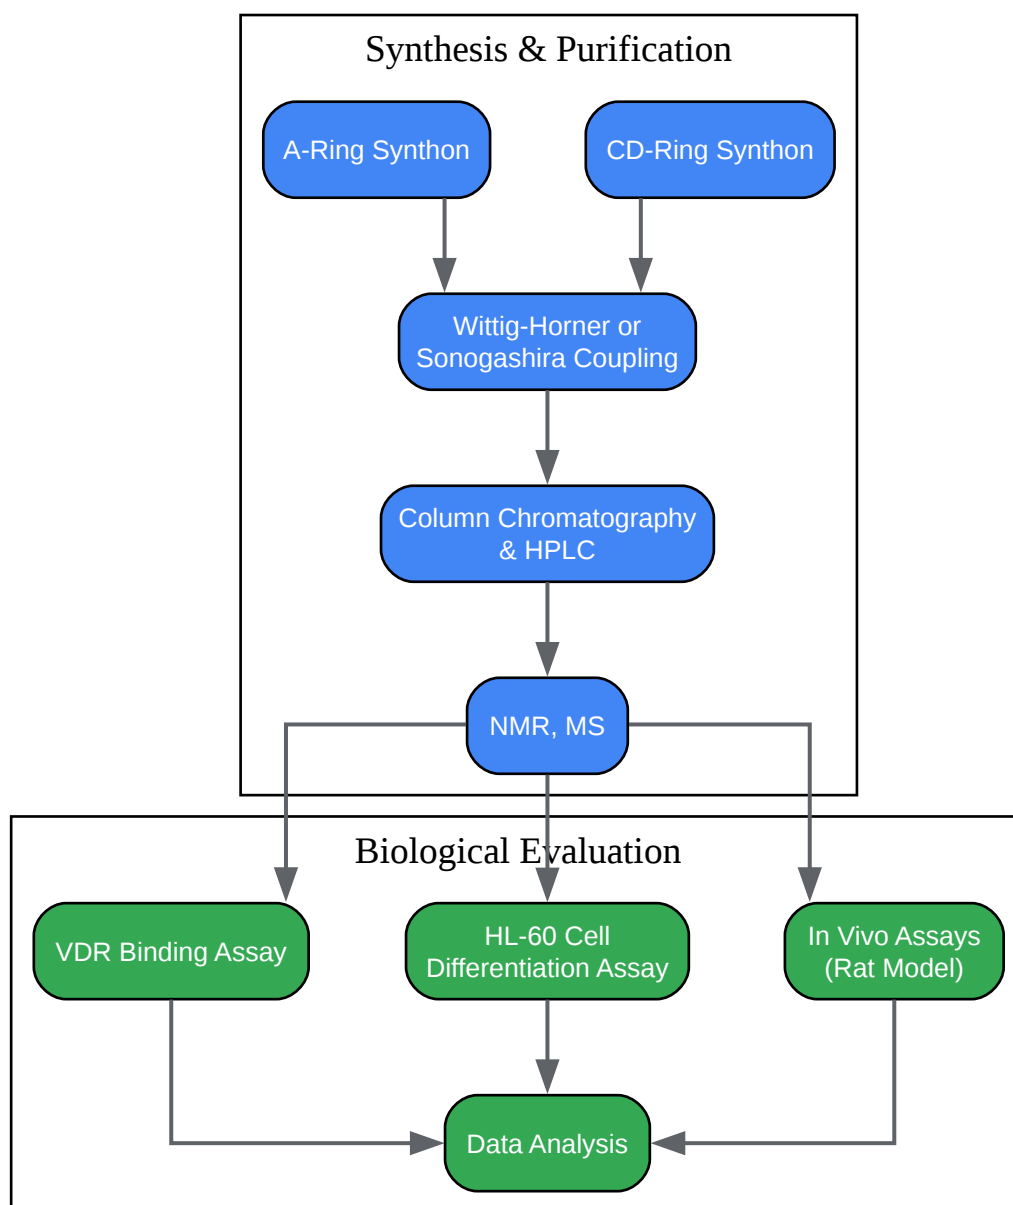 Synthesis & Purification
A-Ring Synthon
CD-Ring Synthon
Wittig-Horner or
Sonogashira Coupling
Column Chromatography
& HPLC
NMR, MS
Biological Evaluation
VDR Binding Assay
HL-60 Cell
Differentiation Assay
In Vivo Assays
(Rat Model)
Data Analysis